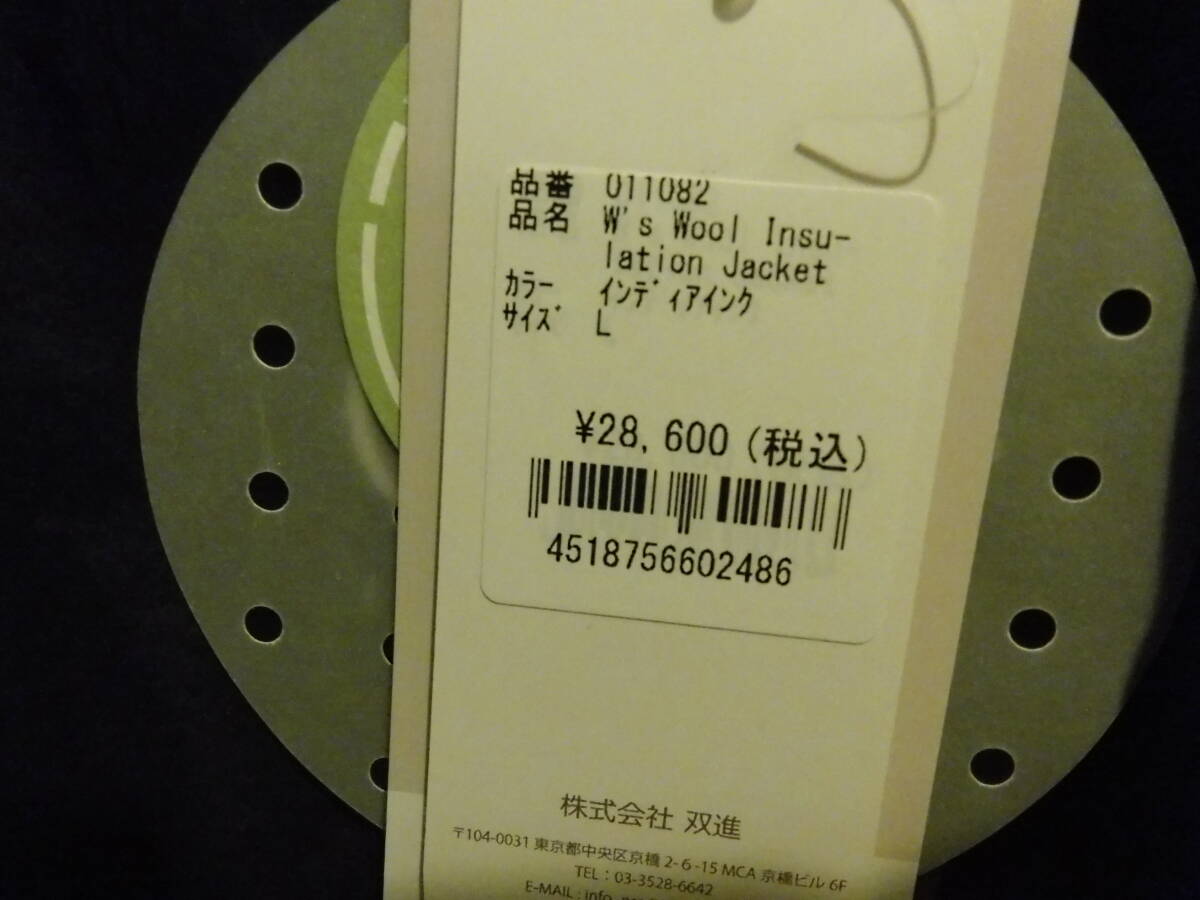 品番 011082
品名 W's Wool Insu-
lation Jacket
カラー インディアインク
サイズ L
¥28,600(税込)
4518756602486
株式会社 双進
〒104-0031 東京都中央区京橋 2-6-15 MCA 京橋ビル 6F
TEL:03-3528-6642
E-MAIL:info